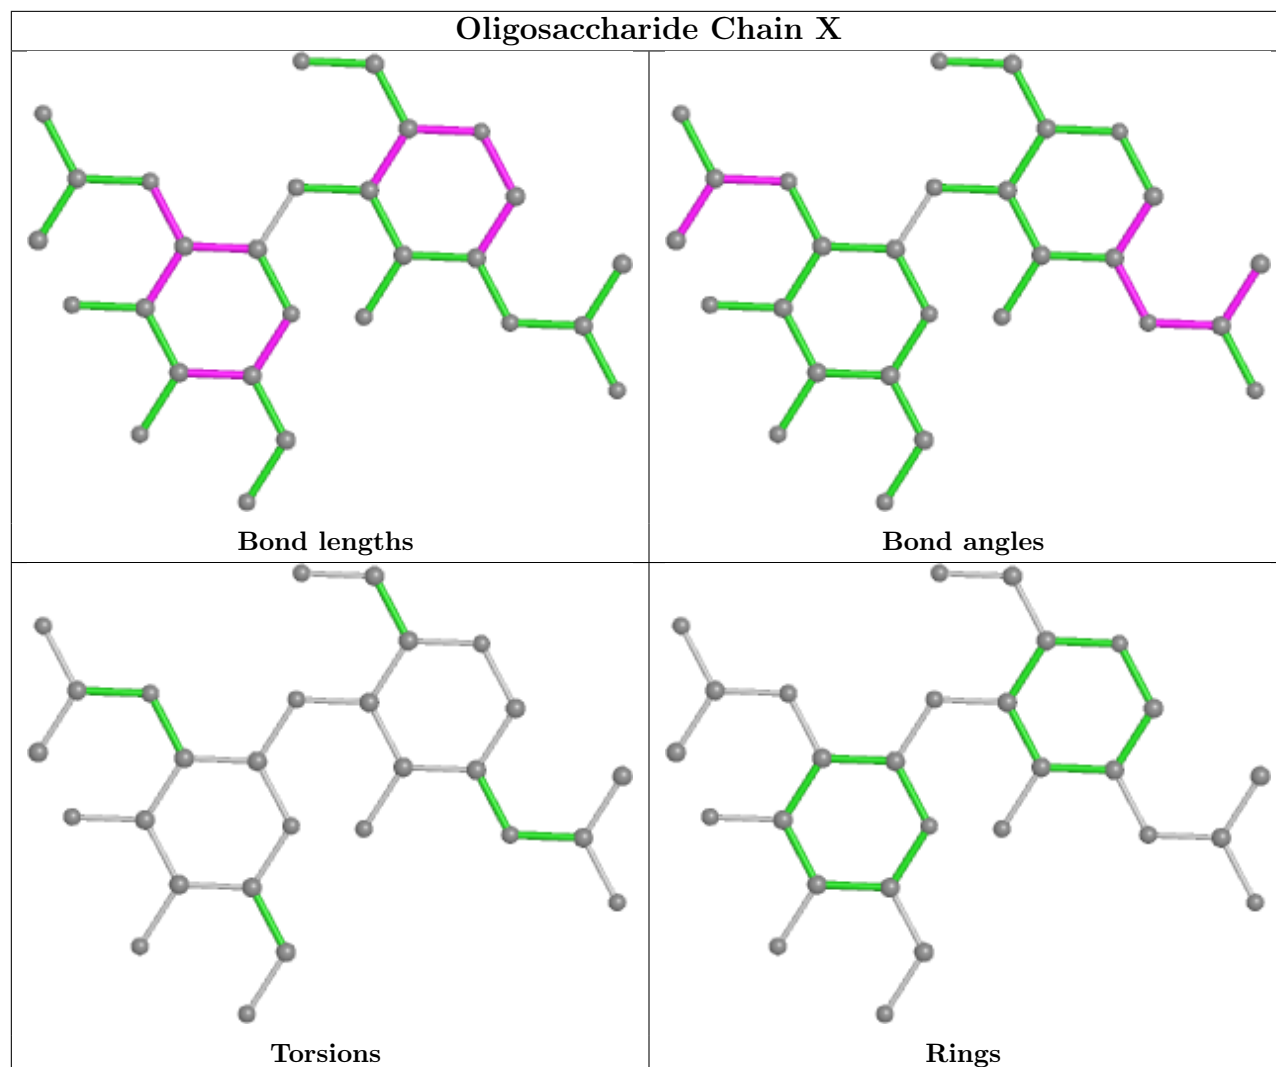 Oligosaccharide Chain X
Bond lengths
Bond angles
Torsions
Rings